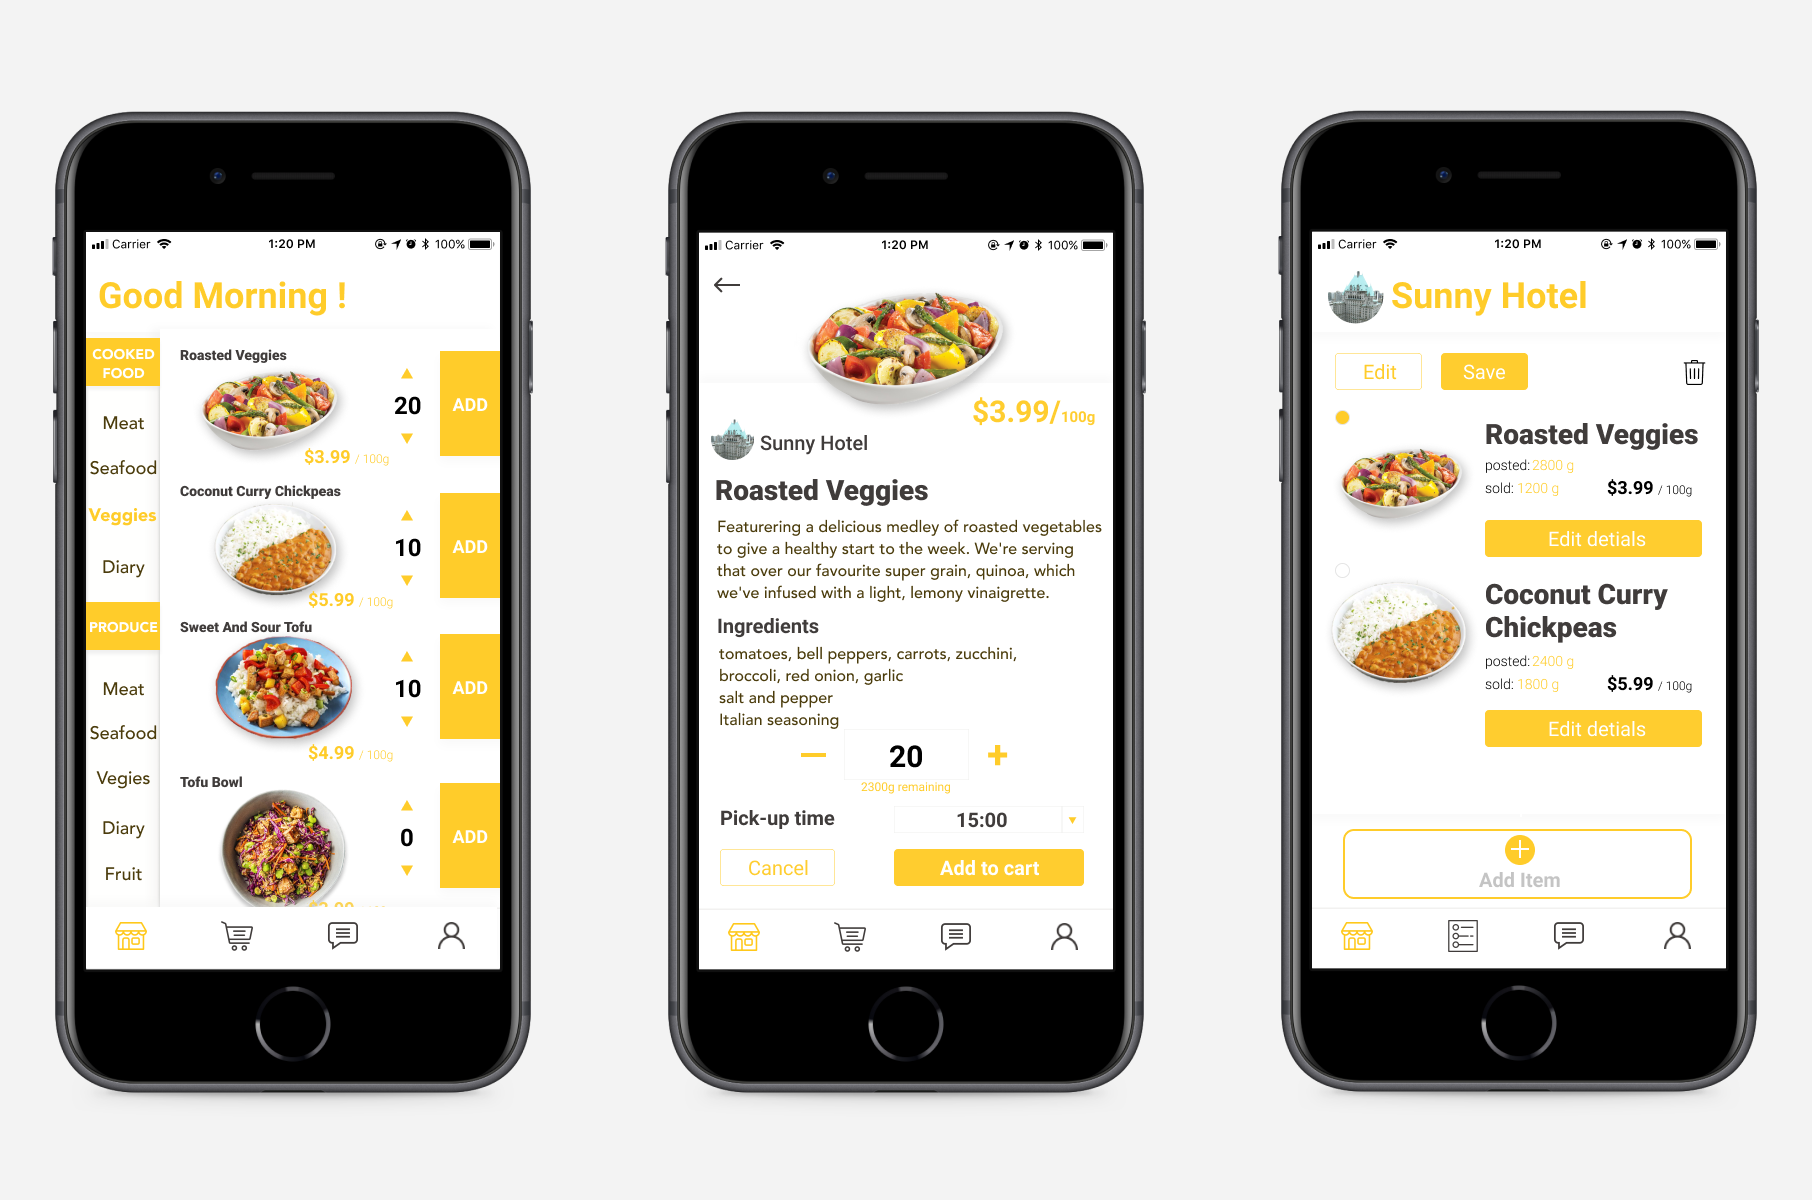 Carrier 1:20 PM 100%
Good Morning !
COOKED
FOOD
Meat
Seafood
Veggies
Diary
PRODUCE
Meat
Seafood
Vegies
Diary
Fruit
Roasted Veggies
20
ADD
$3.99 / 100g
Coconut Curry Chickpeas
10
ADD
$5.99 / 100g
Sweet And Sour Tofu
10
ADD
$4.99 / 100g
Tofu Bowl
0
ADD
Carrier 1:20 PM 100%
$3.99/100g
Sunny Hotel
Roasted Veggies
Featurering a delicious medley of roasted vegetables
to give a healthy start to the week. We're serving
that over our favourite super grain, quinoa, which
we've infused with a light, lemony vinaigrette.
Ingredients
tomatoes, bell peppers, carrots, zucchini,
broccoli, red onion, garlic
salt and pepper
Italian seasoning
20
2300g remaining
Pick-up time 15:00
Cancel Add to cart
Carrier 1:20 PM 100%
Sunny Hotel
Edit Save
Roasted Veggies
posted: 2800 g
sold: 1200 g $3.99 / 100g
Edit detials
Coconut Curry
Chickpeas
posted: 2400 g
sold: 1800 g $5.99 / 100g
Edit detials
Add Item